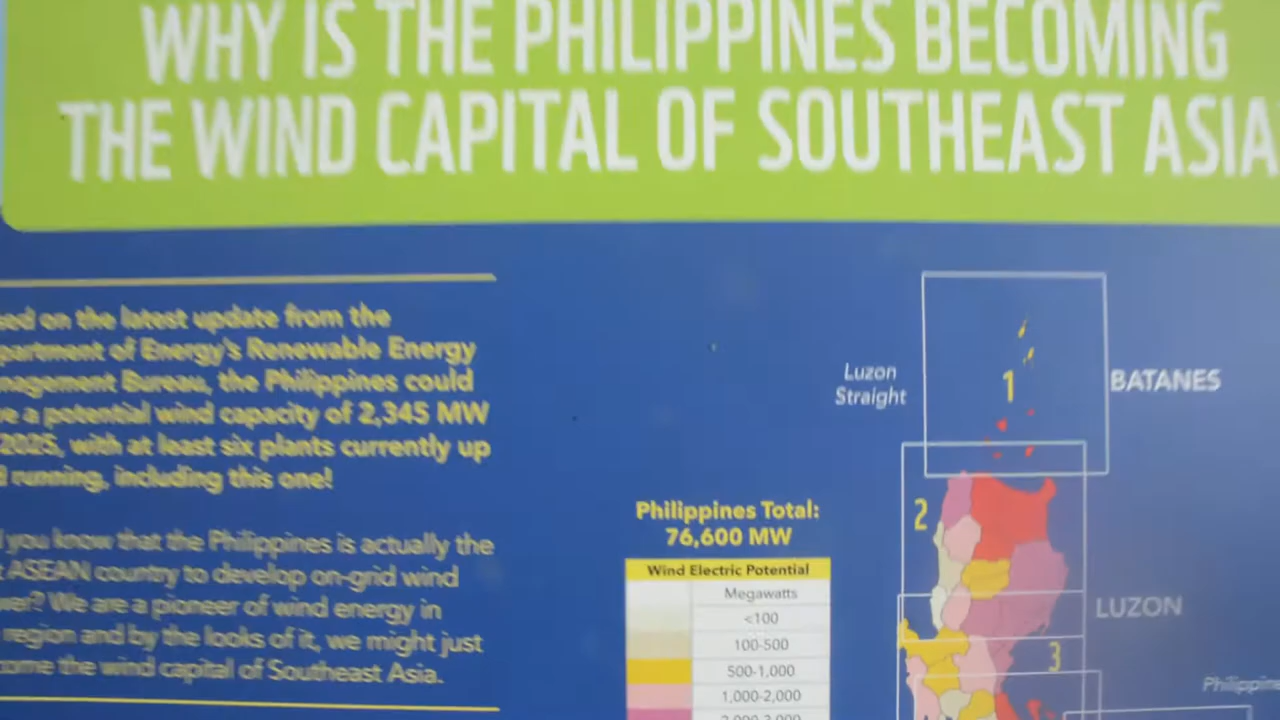 WHY IS THE PHILIPPINES BECOMING
THE WIND CAPITAL OF SOUTHEAST ASIA
sed on the latest update from the
partment of Energy's Renewable Energy
nagement Bureau, the Philippines could
e a potential wind capacity of 2,345 MW
2025, with at least six plants currently up
d running, including this one!
you know that the Philippines is actually the
t ASEAN country to develop on-grid wind
wer? We are a pioneer of wind energy in
region and by the looks of it, we might just
come the wind capital of Southeast Asia.
Philippines Total:
76,600 MW
Wind Electric Potential
Megawatts
<100
100-500
500-1,000
1,000-2,000
2,000-3,000
Luzon
Straight
1
BATANES
2
LUZON
3
Philippine